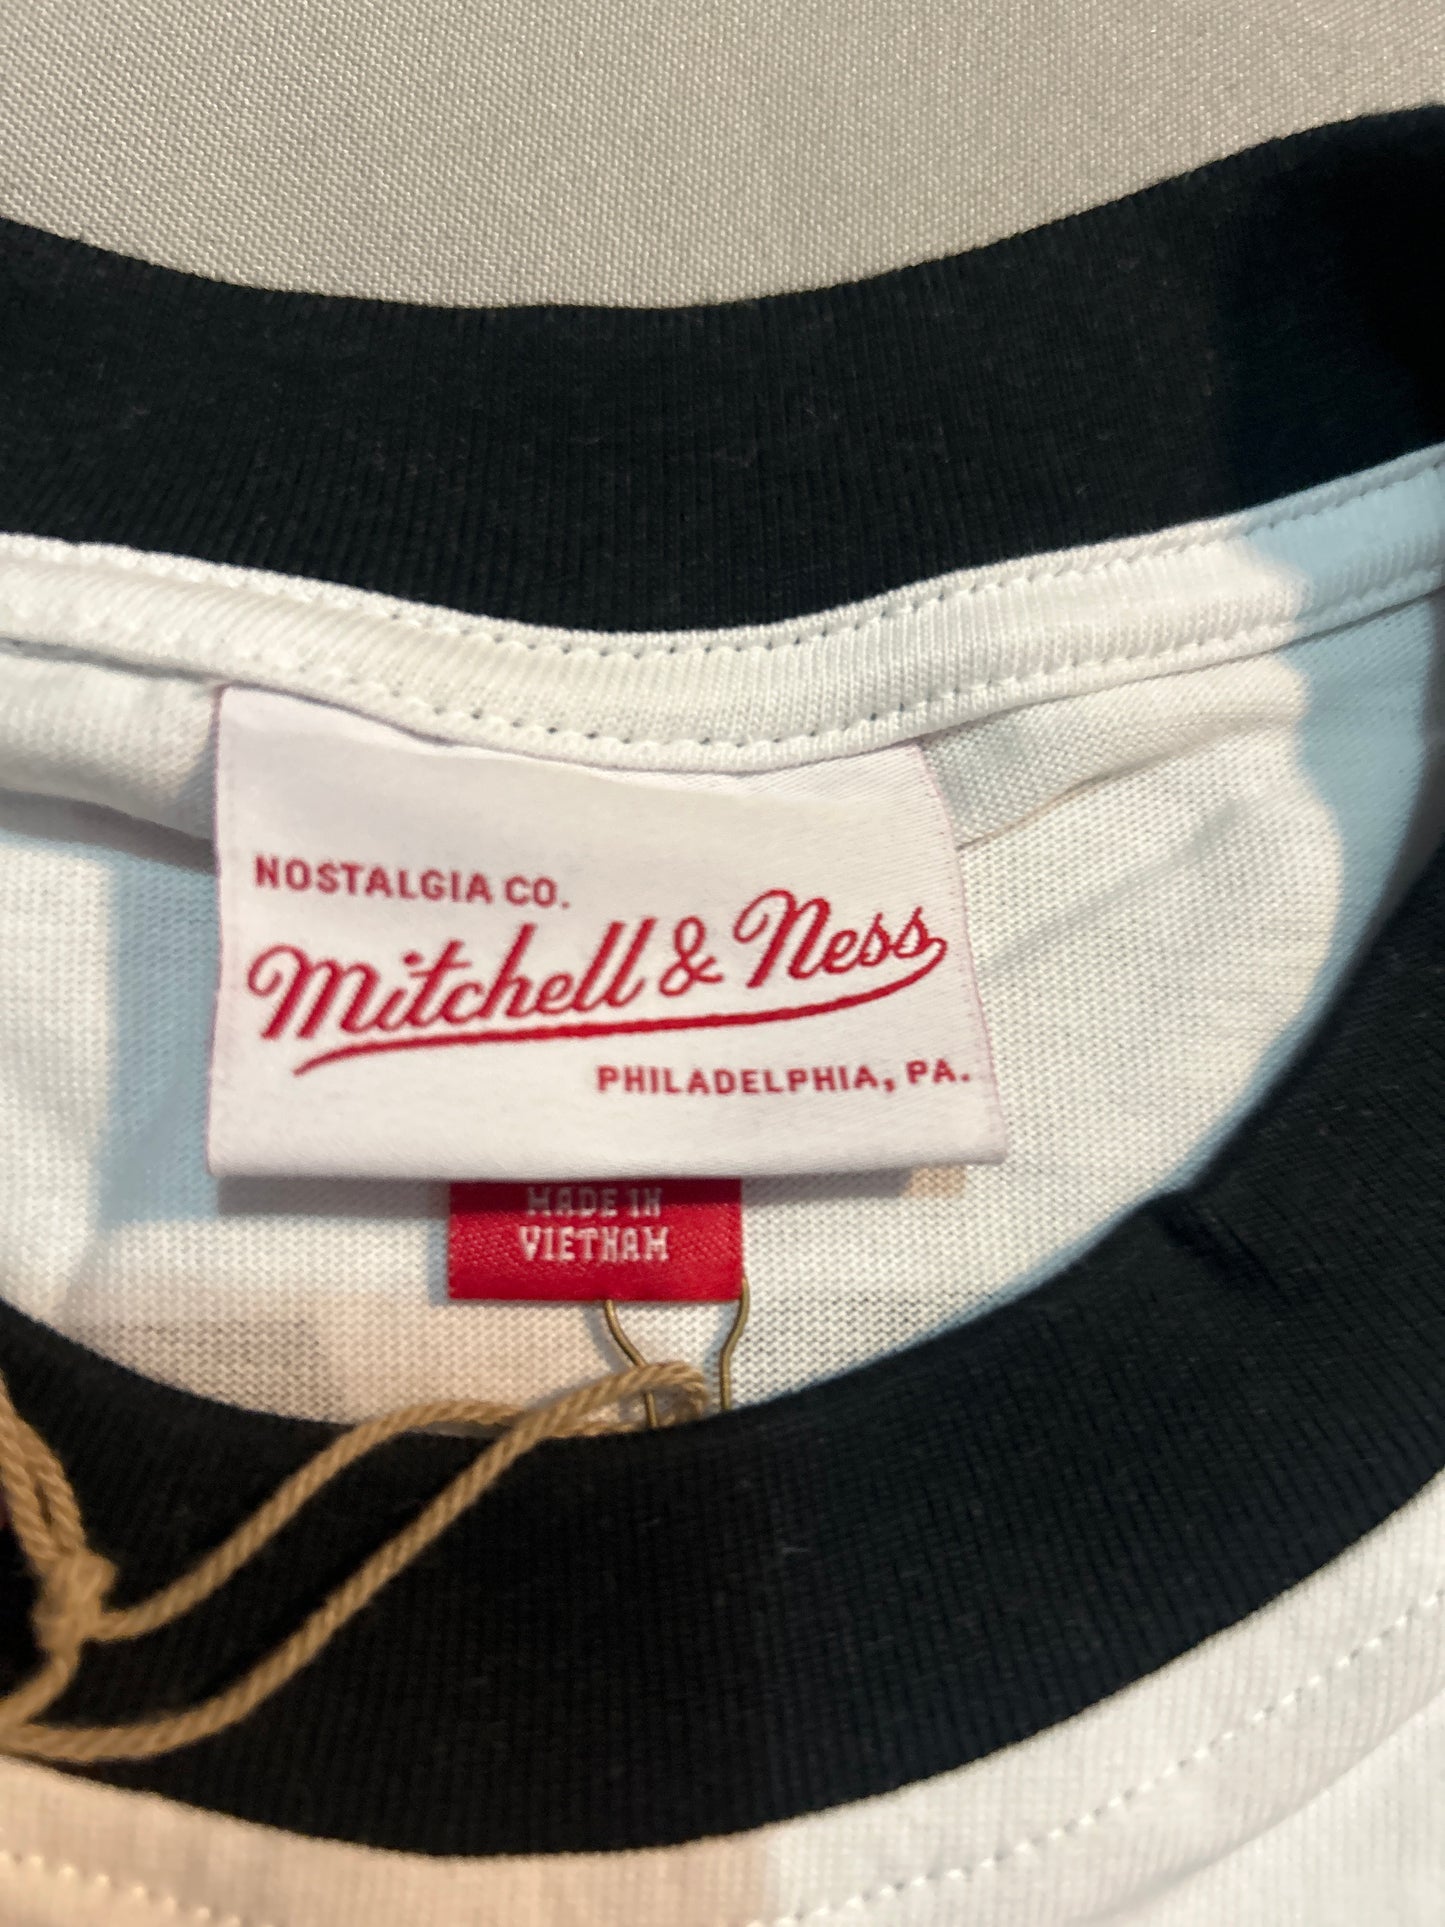 NOSTALGIA CO.
Mitchell & Ness
PHILADELPHIA, PA.
MADE IN
VIETNAM